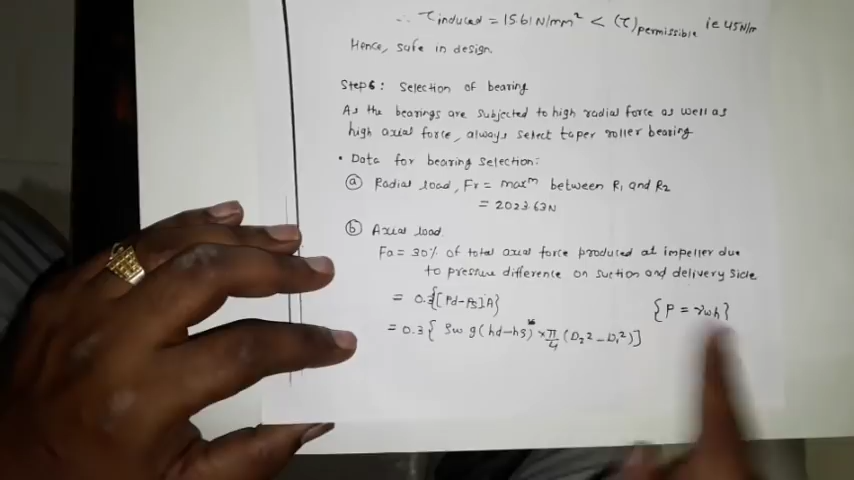 ∴ τinduced = 15.61 N/mm² < (τ)permissible ie 45N/m
Hence, safe in design.
Step6: Selection of bearing
As the bearings are subjected to high radial force as well as
high axial force, always select taper roller bearing
• Data for bearing selection:
(a) Radial load, Fr = maxᵐ between R₁ and R₂
= 2023.63N
(b) Axial load.
Fa = 30% of total axial force produced at impeller due
to pressure difference on suction and delivery side
= 0.3{[Pd-Ps]A} {P = γwh}
= 0.3{ ρw g(hd-hs) × π/4 (D₂² - D₁²)]